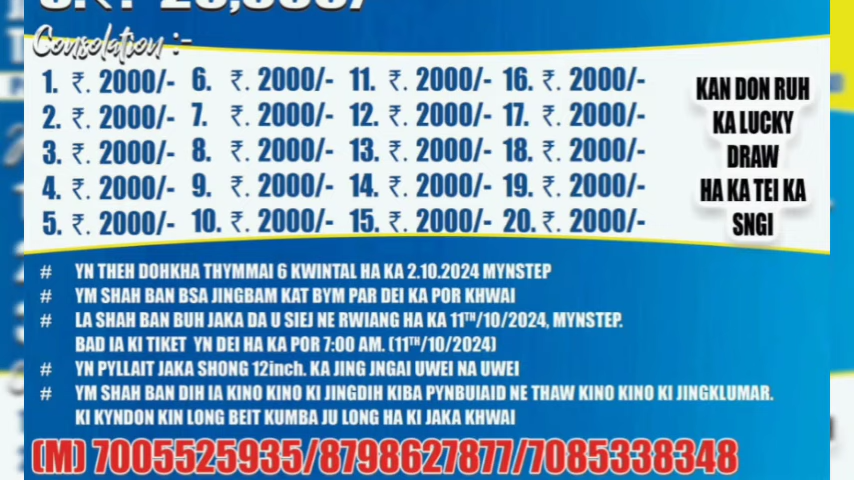 Consolation :-
1. ₹. 2000/- 6. ₹. 2000/- 11. ₹. 2000/- 16. ₹. 2000/-
2. ₹. 2000/- 7. ₹. 2000/- 12. ₹. 2000/- 17. ₹. 2000/-
3. ₹. 2000/- 8. ₹. 2000/- 13. ₹. 2000/- 18. ₹. 2000/-
4. ₹. 2000/- 9. ₹. 2000/- 14. ₹. 2000/- 19. ₹. 2000/-
5. ₹. 2000/- 10. ₹. 2000/- 15. ₹. 2000/- 20. ₹. 2000/-
KAN DON RUH
KA LUCKY
DRAW
HA KA TEI KA
SNGI
# YN THEH DOHKHA THYMMAI 6 KWINTAL HA KA 2.10.2024 MYNSTEP
# YM SHAH BAN BSA JINGBAM KAT BYM PAR DEI KA POR KHWAI
# LA SHAH BAN BUH JAKA DA U SIEJ NE RWIANG HA KA 11TH/10/2024, MYNSTEP.
BAD IA KI TIKET YN DEI HA KA POR 7:00 AM. (11TH/10/2024)
# YN PYLLAIT JAKA SHONG 12inch. KA JING JNGAI UWEI NA UWEI
# YM SHAH BAN DIH IA KINO KINO KI JINGDIH KIBA PYNBUIAID NE THAW KINO KINO KI JINGKLUMAR.
KI KYNDON KIN LONG BEIT KUMBA JU LONG HA KI JAKA KHWAI
(M) 7005525935/8798627877/7085338348